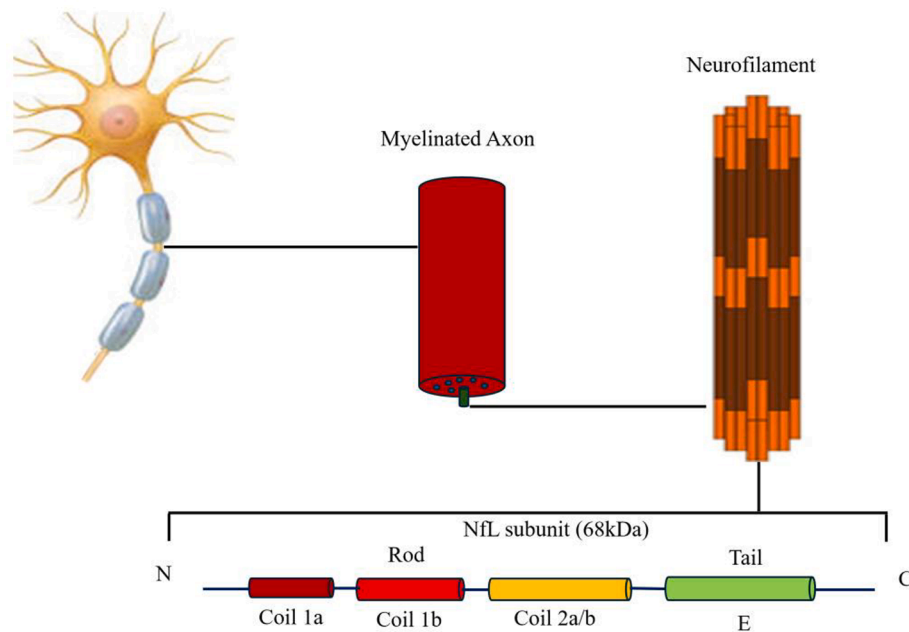 Neurofilament
Myelinated Axon
NfL subunit (68kDa)
N
Rod
Tail
C
Coil 1a
Coil 1b
Coil 2a/b
E